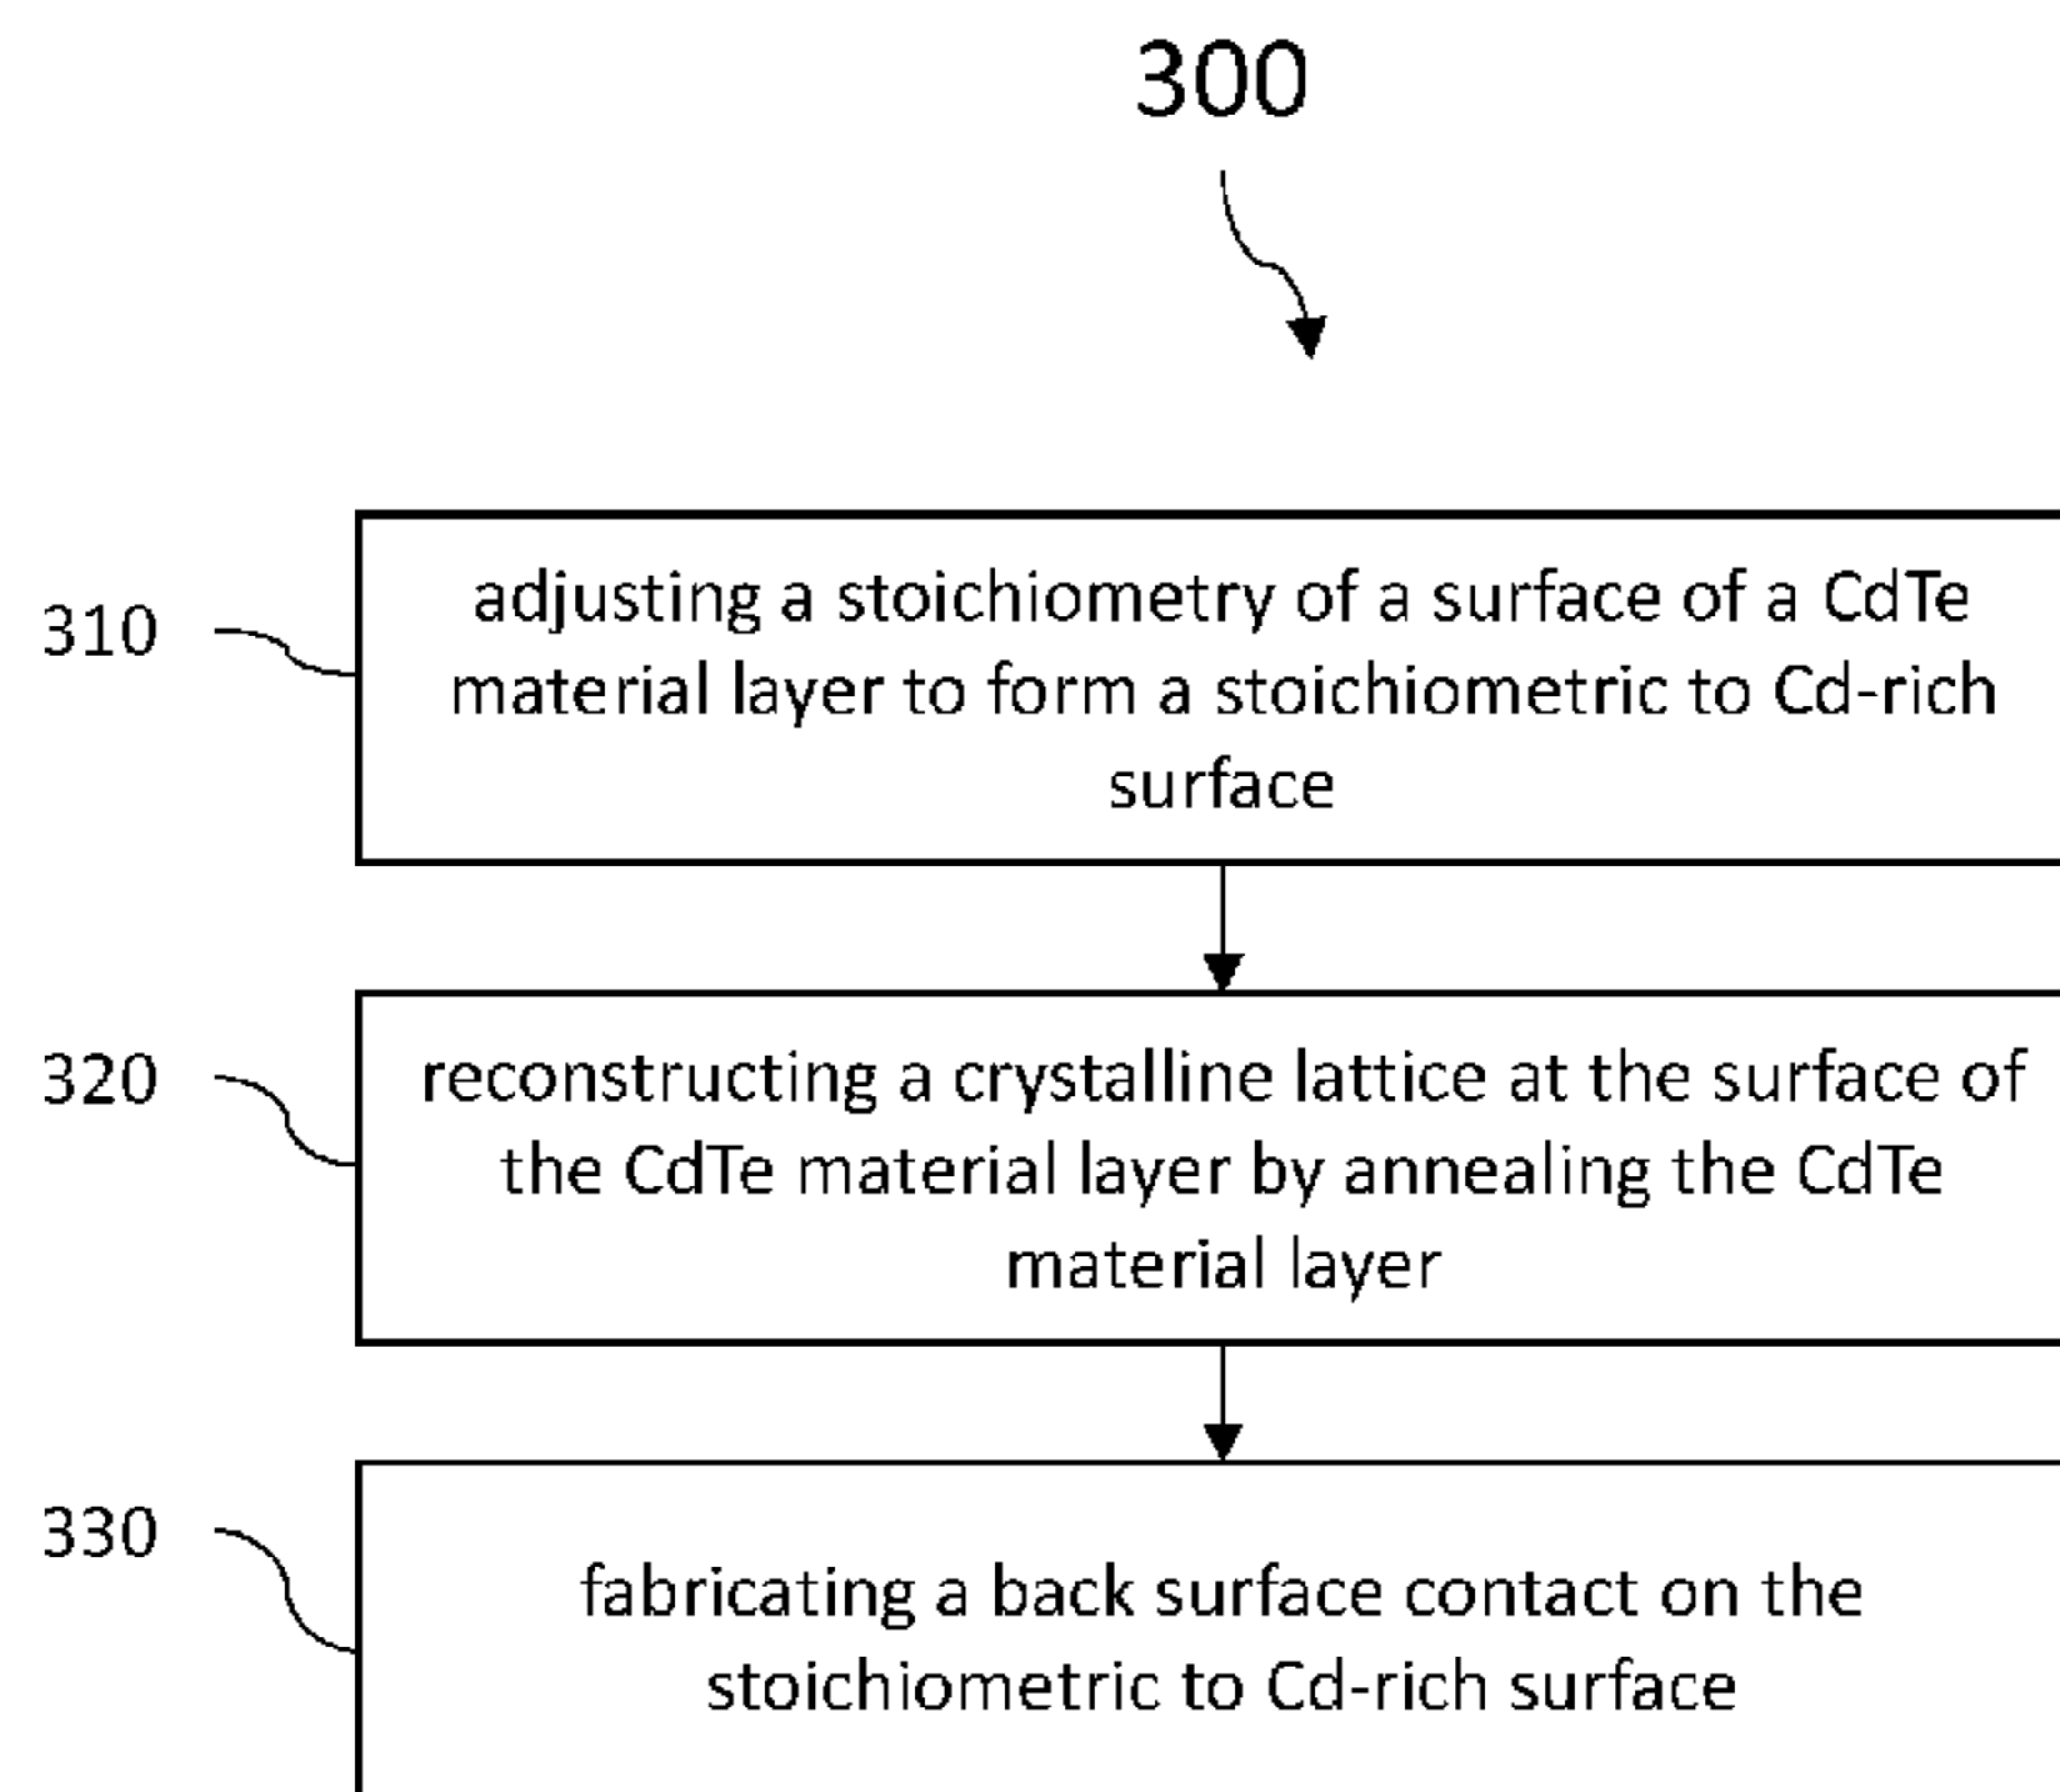 300
310
adjusting a stoichiometry of a surface of a CdTe
material layer to form a stoichiometric to Cd-rich
surface
320
reconstructing a crystalline lattice at the surface of
the CdTe material layer by annealing the CdTe
material layer
330
fabricating a back surface contact on the
stoichiometric to Cd-rich surface